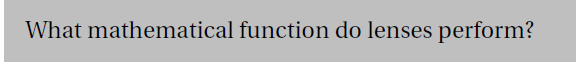 What mathematical function do lenses perform?